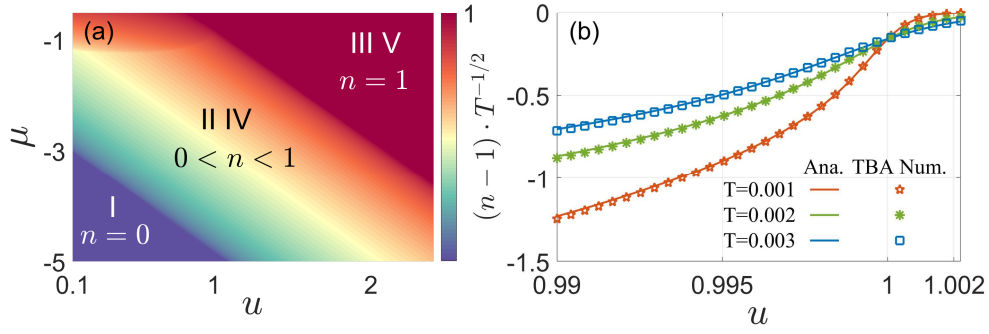 (a)
III V
n = 1
II IV
0 < n < 1
I
n = 0
-1
-3
-5
μ
0.1
1
2
u
1
0
(b)
0
-0.5
-1
-1.5
(n − 1) · T^{-1/2}
Ana. TBA Num.
T=0.001
T=0.002
T=0.003
0.99
0.995
1
1.002
u